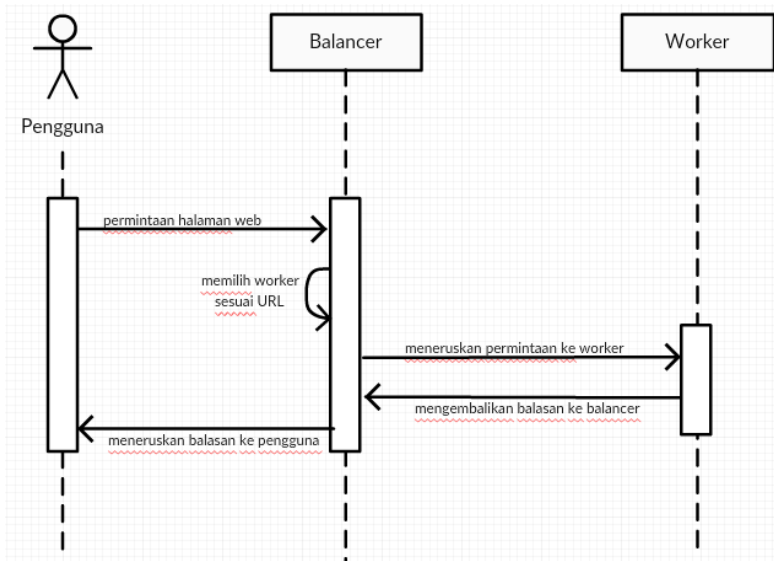 Balancer
Worker
Pengguna
permintaan halaman web
memilih worker
sesuai URL
meneruskan permintaan ke worker
mengembalikan balasan ke balancer
meneruskan balasan ke pengguna